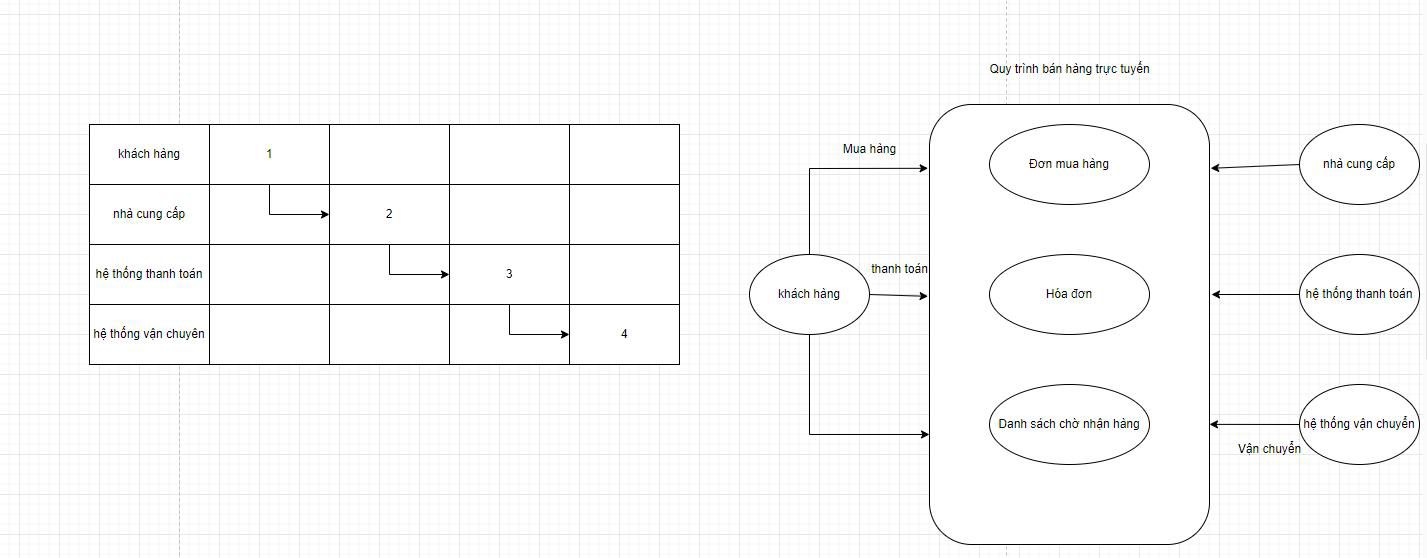 khách hàng
1
nhà cung cấp
2
hệ thống thanh toán
3
hệ thống vận chuyên
4
Quy trình bán hàng trực tuyến
Mua hàng
Đơn mua hàng
nhà cung cấp
thanh toán
khách hàng
Hóa đơn
hệ thống thanh toán
Danh sách chờ nhận hàng
hệ thống vận chuyển
Vận chuyển